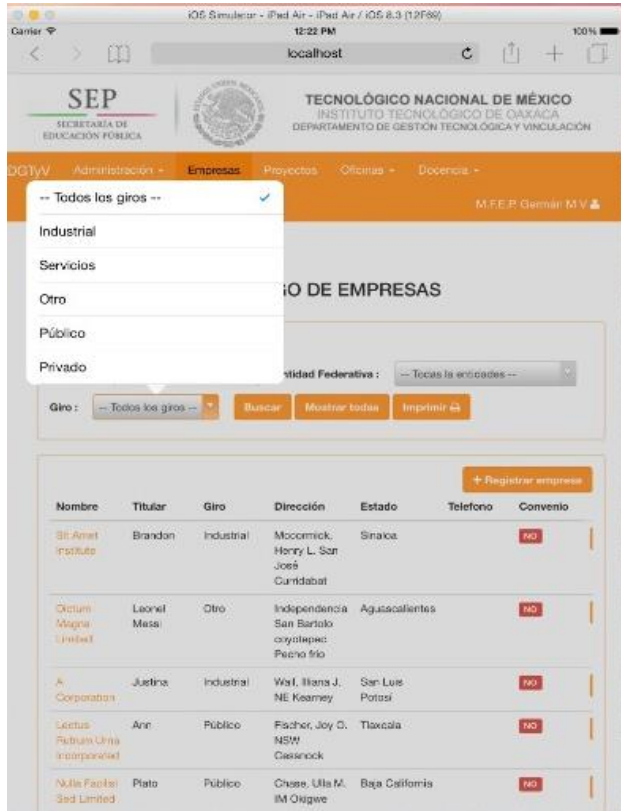 iOS Simulator - iPad Air - iPad Air / iOS 8.3 (12F69)
Carrier 12:22 PM 100%
localhost
SEP
SECRETARÍA DE
EDUCACIÓN PÚBLICA
TECNOLÓGICO NACIONAL DE MÉXICO
INSTITUTO TECNOLÓGICO DE OAXACA
DEPARTAMENTO DE GESTIÓN TECNOLÓGICA Y VINCULACIÓN
DGTyV Administración Empresas Proyectos Oficinas Docencia
M.F.E.P. Germán M V
-- Todos los giros --
Industrial
Servicios
Otro
Público
Privado
GO DE EMPRESAS
ntidad Federativa : -- Todas la entidades --
Giro : -- Todos los giros -- Buscar Mostrar todas Imprimir
+ Registrar empresa
Nombre Titular Giro Dirección Estado Telefono Convenio
Sit Amet Brandon Industrial Mccormick, Sinaloa NO
Institute Henry L. San
José
Curridabat
Dictum Leonel Otro Independencia Aguascalientes NO
Magna Messi San Bartolo
Limited coyotepec
Pecho frio
A Justina Industrial Wall, Illiana J. San Luis NO
Corporation NE Kearney Potosí
Lectus Ann Público Fischer, Joy O. Tlaxcala NO
Rutrum Urna NSW
Incorporated Cessnock
Nulla Facilisi Plato Público Chase, Ulla M. Baja California NO
Sed Limited IM Okigwe